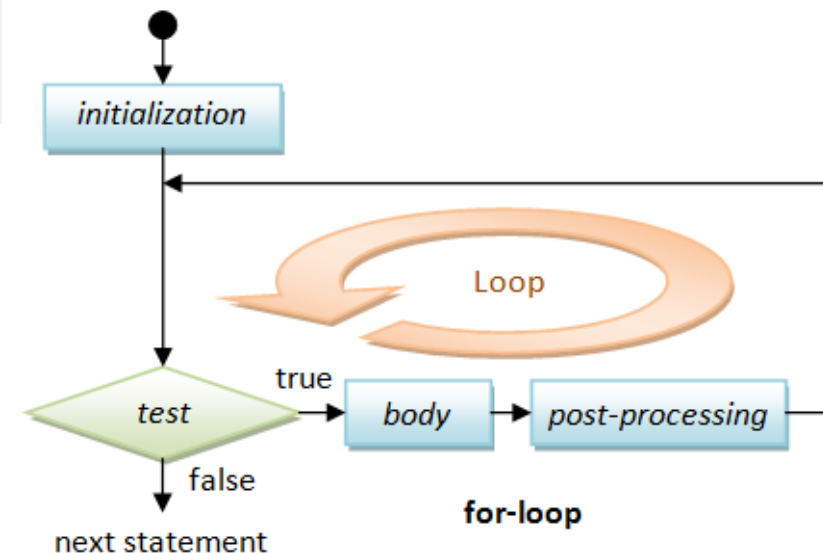 initialization
Loop
true
test
body
post-processing
false
for-loop
next statement